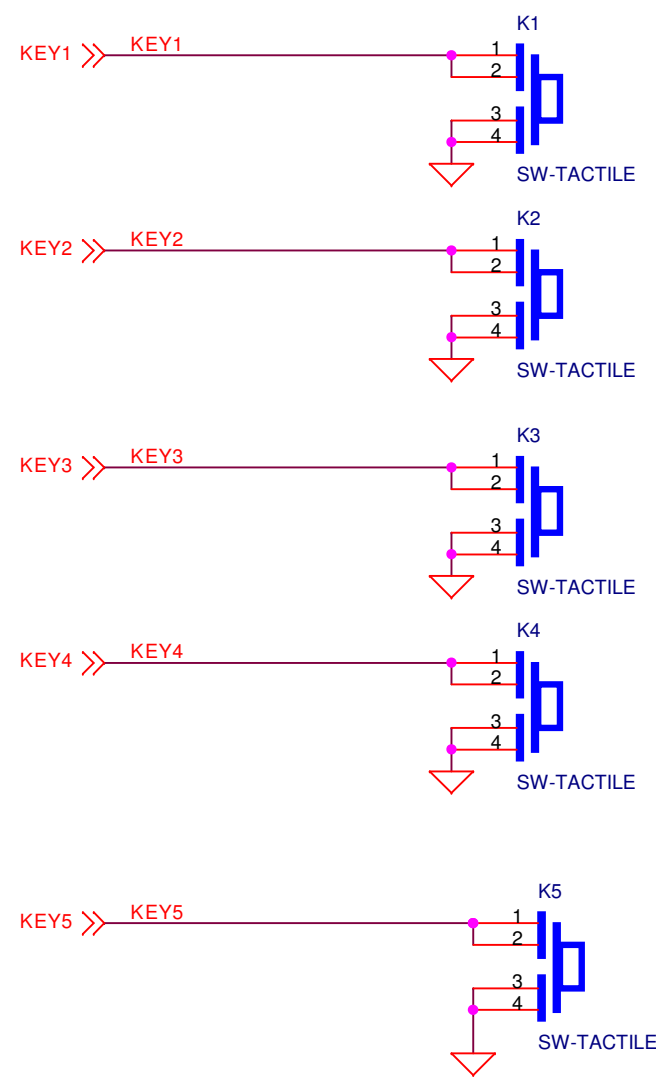 K1
KEY1 KEY1 1
2
3
4
SW-TACTILE
K2
KEY2 KEY2 1
2
3
4
SW-TACTILE
K3
KEY3 KEY3 1
2
3
4
SW-TACTILE
K4
KEY4 KEY4 1
2
3
4
SW-TACTILE
K5
KEY5 KEY5 1
2
3
4
SW-TACTILE